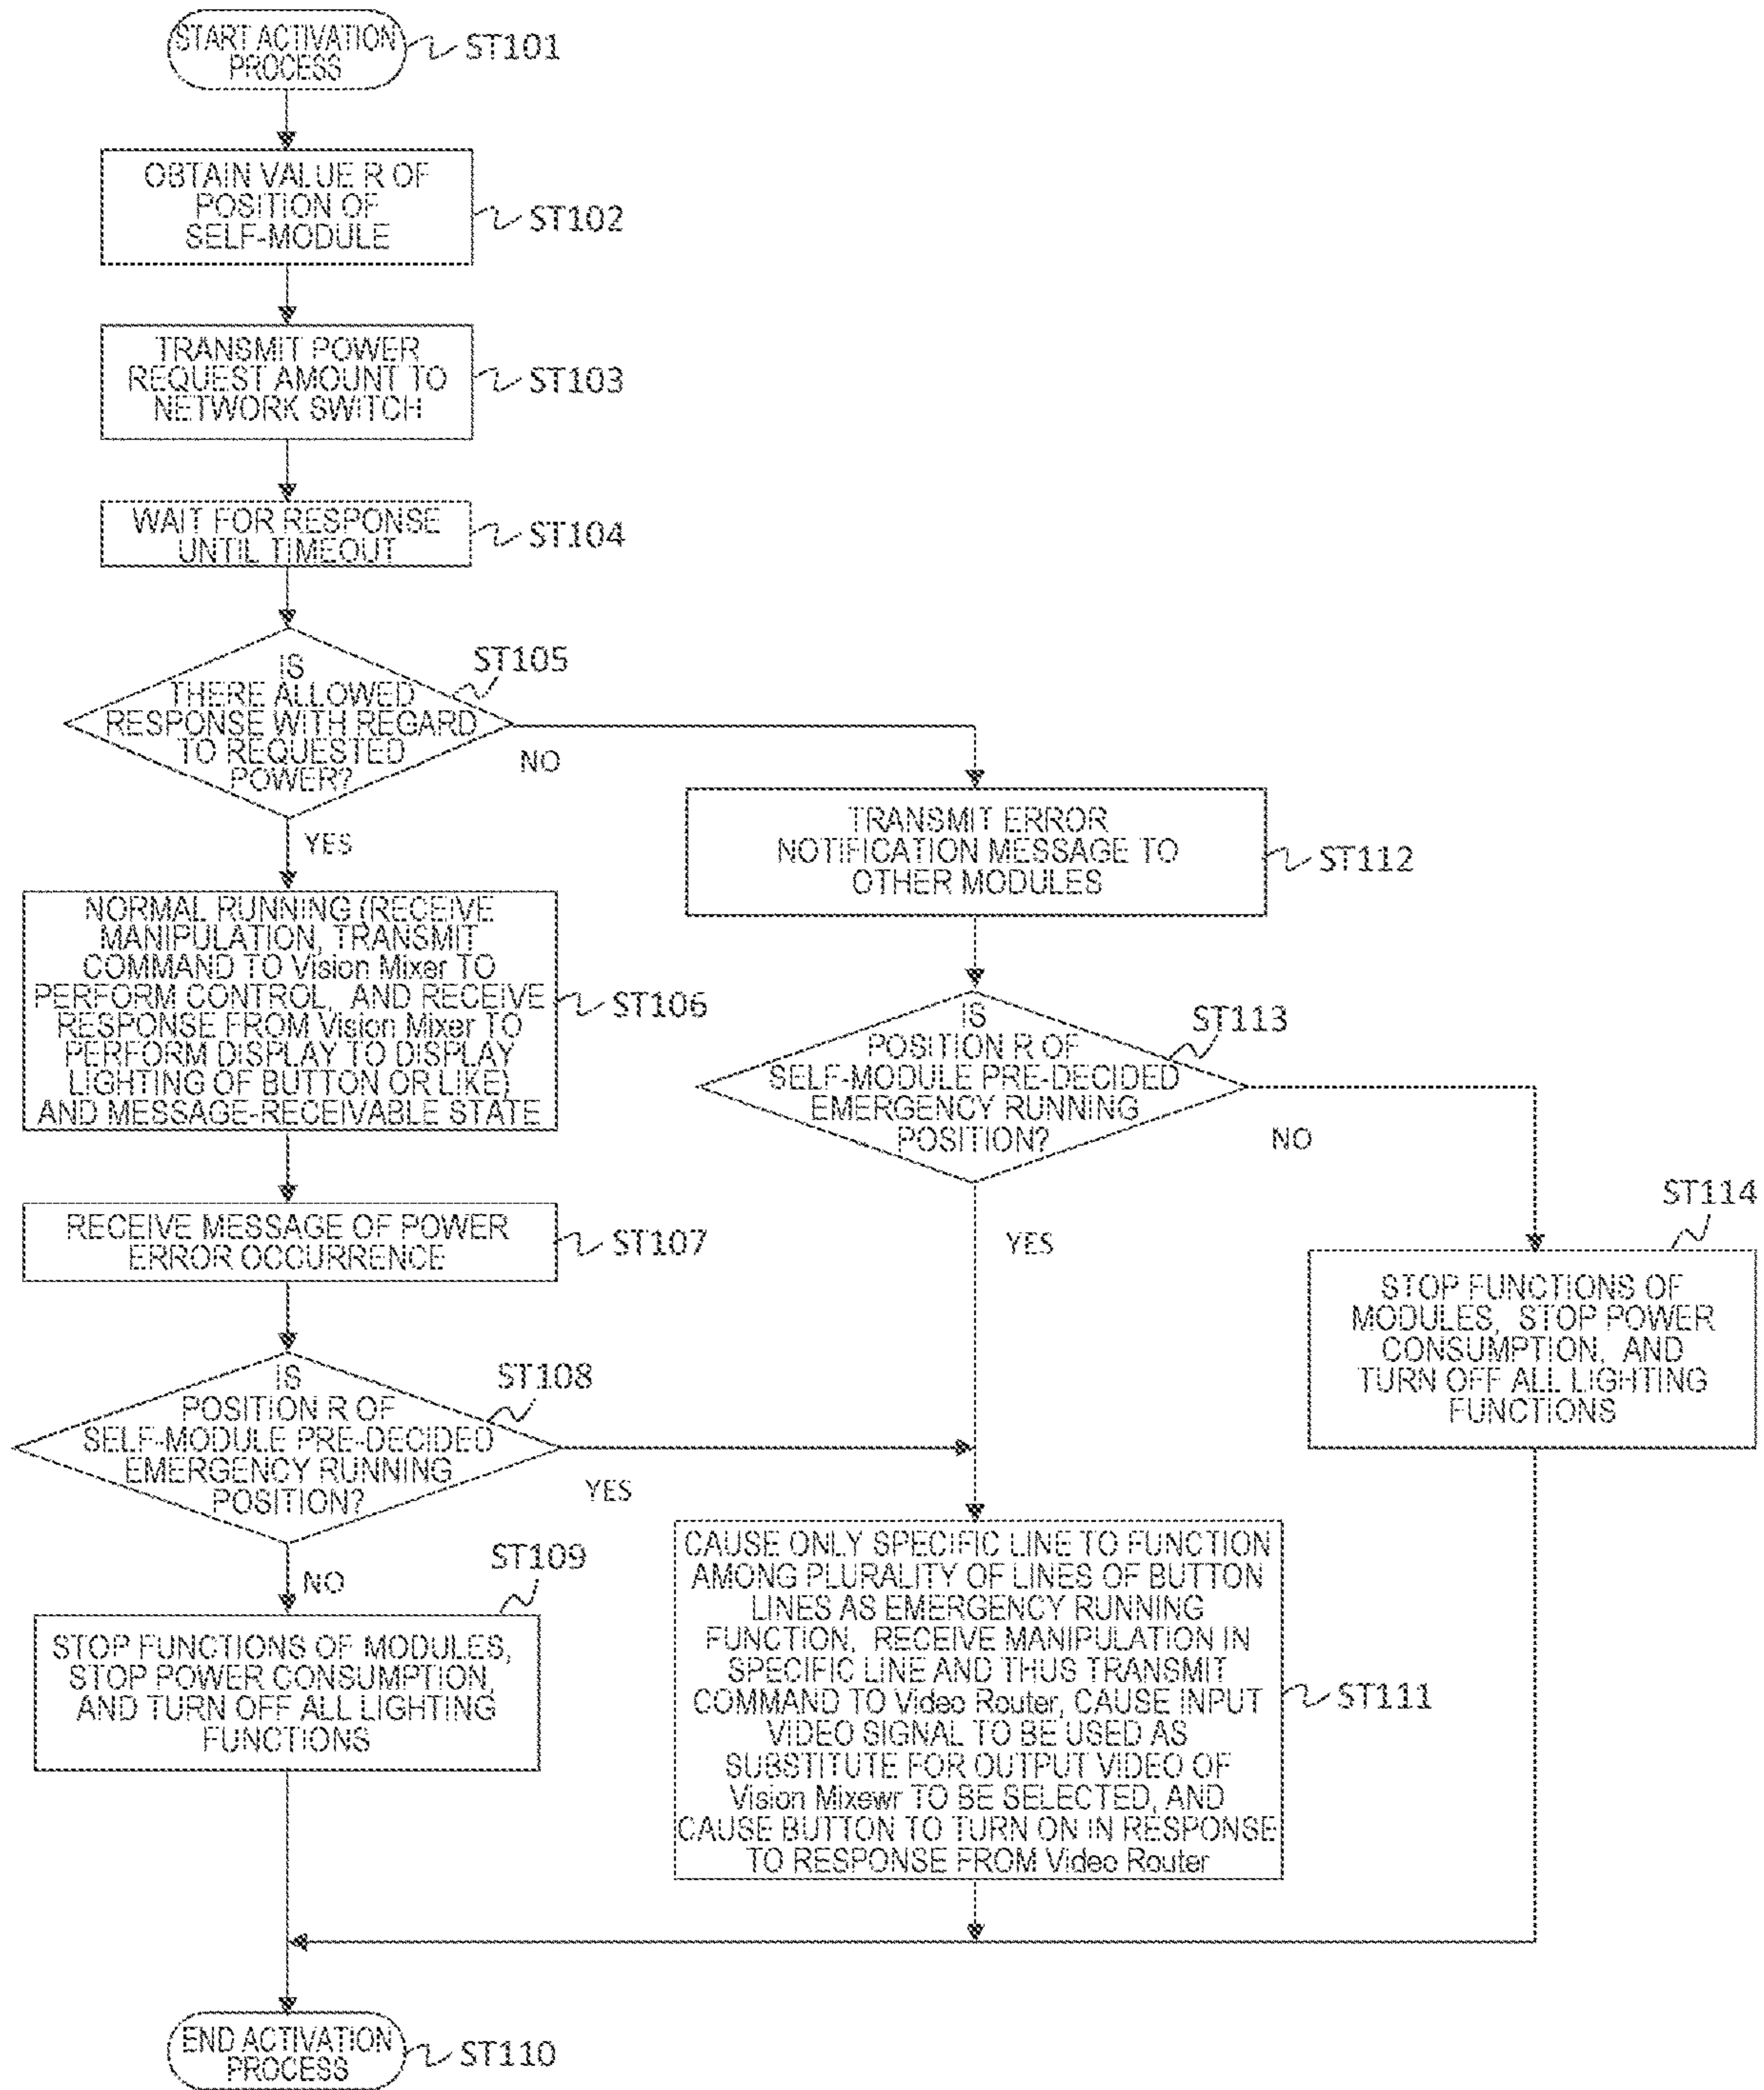 START ACTIVATION
PROCESS
ST101
OBTAIN VALUE R OF
POSITION OF
SELF-MODULE
ST102
TRANSMIT POWER
REQUEST AMOUNT TO
NETWORK SWITCH
ST103
WAIT FOR RESPONSE
UNTIL TIMEOUT
ST104
IS
THERE ALLOWED
RESPONSE WITH REGARD
TO REQUESTED
POWER?
ST105
NO
YES
NORMAL RUNNING (RECEIVE
MANIPULATION, TRANSMIT
COMMAND TO Vision Mixer TO
PERFORM CONTROL, AND RECEIVE
RESPONSE FROM Vision Mixer TO
PERFORM DISPLAY TO DISPLAY
LIGHTING OF BUTTON OR LIKE)
AND MESSAGE-RECEIVABLE STATE
ST106
RECEIVE MESSAGE OF POWER
ERROR OCCURRENCE
ST107
IS
POSITION R OF
SELF-MODULE PRE-DECIDED
EMERGENCY RUNNING
POSITION?
ST108
YES
NO
STOP FUNCTIONS OF MODULES,
STOP POWER CONSUMPTION,
AND TURN OFF ALL LIGHTING
FUNCTIONS
ST109
END ACTIVATION
PROCESS
ST110
TRANSMIT ERROR
NOTIFICATION MESSAGE TO
OTHER MODULES
ST112
IS
POSITION R OF
SELF-MODULE PRE-DECIDED
EMERGENCY RUNNING
POSITION?
ST113
NO
YES
CAUSE ONLY SPECIFIC LINE TO FUNCTION
AMONG PLURALITY OF LINES OF BUTTON
LINES AS EMERGENCY RUNNING
FUNCTION, RECEIVE MANIPULATION IN
SPECIFIC LINE AND THUS TRANSMIT
COMMAND TO Video Router, CAUSE INPUT
VIDEO SIGNAL TO BE USED AS
SUBSTITUTE FOR OUTPUT VIDEO OF
Vision Mixewr TO BE SELECTED, AND
CAUSE BUTTON TO TURN ON IN RESPONSE
TO RESPONSE FROM Video Router
ST111
STOP FUNCTIONS OF
MODULES, STOP POWER
CONSUMPTION, AND
TURN OFF ALL LIGHTING
FUNCTIONS
ST114